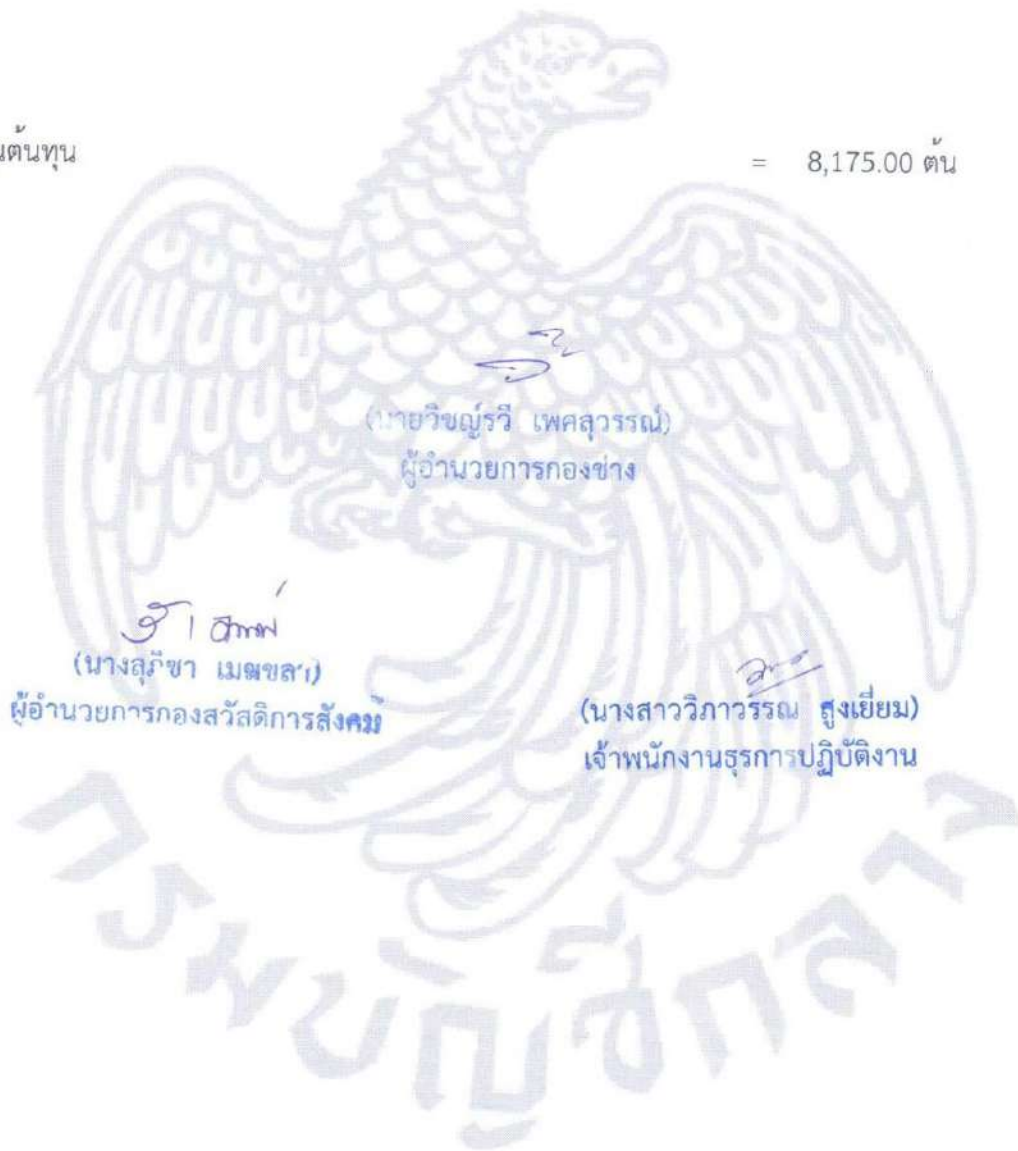 นต้นทุน = 8,175.00 ตัน
(นายวิชญ์รวี เพศสุวรรณ์)
ผู้อำนวยการกองช่าง
(นางสุภีชา เมฆขลา)
ผู้อำนวยการกองสวัสดิการสังคม
(นางสาววิภาวรรณ สูงเยี่ยม)
เจ้าพนักงานธุรการปฏิบัติงาน
กรมบัญชีกลาง